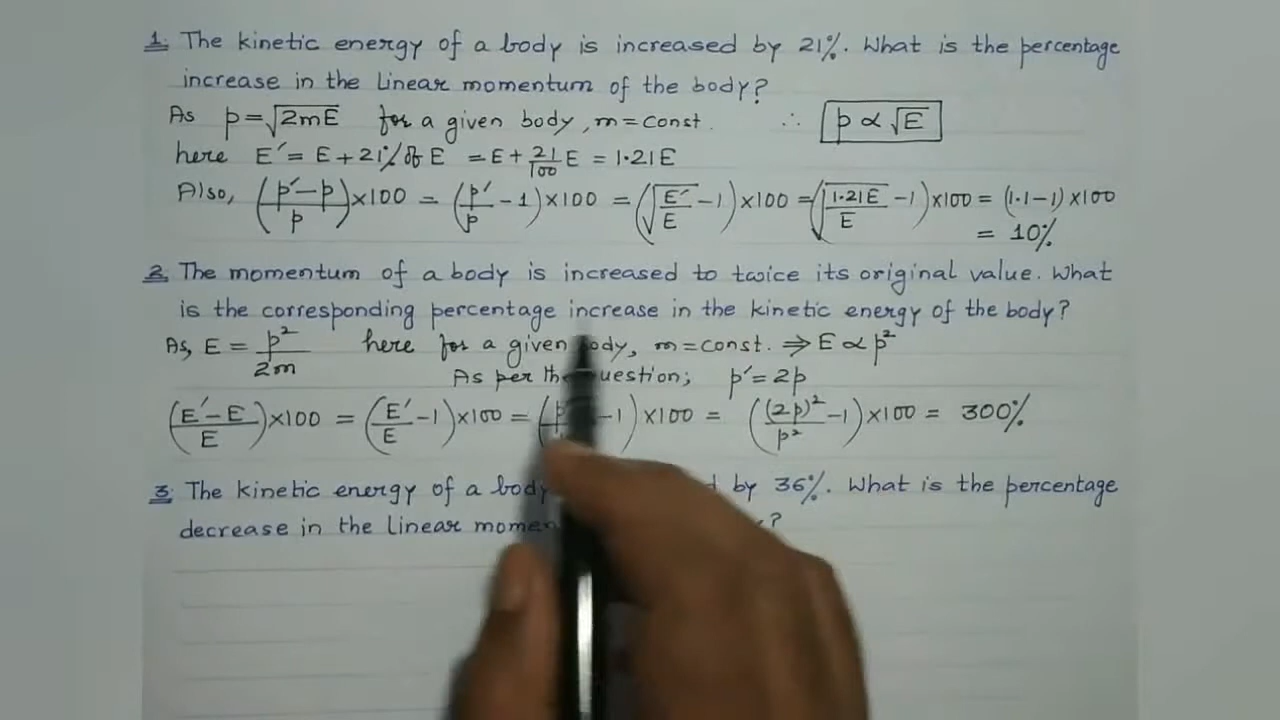 1. The kinetic energy of a body is increased by 21%. What is the percentage
increase in the linear momentum of the body?
As p = √2mE for a given body, m = const. ∴ p ∝ √E
here E′ = E + 21% of E = E + 21/100 E = 1.21E
Also, (p′ − p / p) × 100 = (p′/p − 1) × 100 = (√E′/E − 1) × 100 = (√1.21E/E − 1) × 100 = (1.1 − 1) × 100
= 10%
2. The momentum of a body is increased to twice its original value. What
is the corresponding percentage increase in the kinetic energy of the body?
As, E = p²/2m here for a given body, m = const. ⇒ E ∝ p²
As per the question; p′ = 2p
(E′ − E / E) × 100 = (E′/E − 1) × 100 = ( − 1) × 100 = ((2p)²/p² − 1) × 100 = 300%
3. The kinetic energy of a body by 36%. What is the percentage
decrease in the linear ?